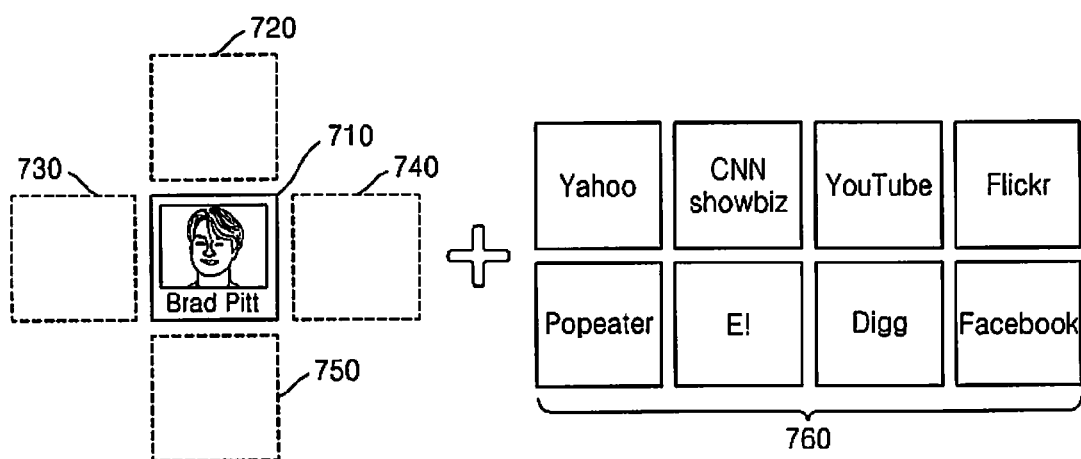 720
710
730
740
Brad Pitt
750
Yahoo
CNN
showbiz
YouTube
Flickr
Popeater
E!
Digg
Facebook
760